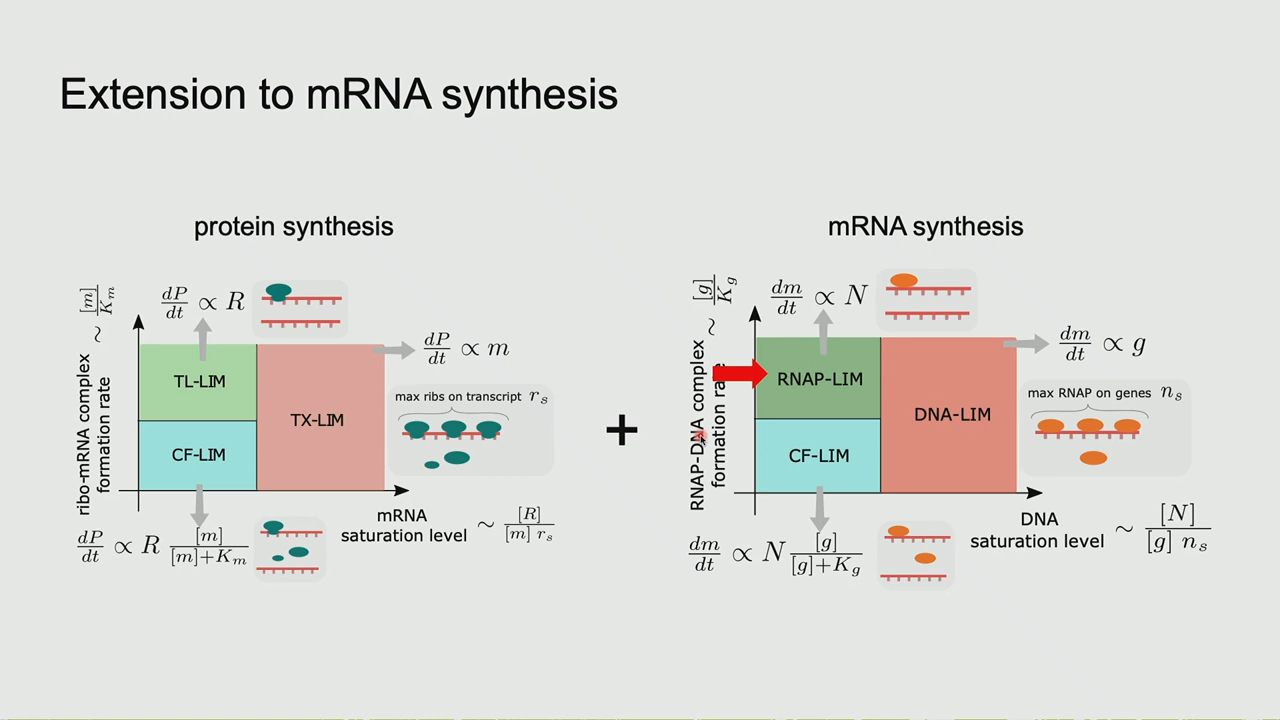 Extension to mRNA synthesis
protein synthesis
ribo-mRNA complex
formation rate
~ [m]/K_m
dP/dt ∝ R
dP/dt ∝ m
TL-LIM
TX-LIM
CF-LIM
max ribs on transcript r_s
dP/dt ∝ R [m]/([m]+K_m)
mRNA
saturation level ~ [R]/([m] r_s)
+
mRNA synthesis
RNAP-DNA complex
formation rate
~ [g]/K_g
dm/dt ∝ N
dm/dt ∝ g
RNAP-LIM
DNA-LIM
CF-LIM
max RNAP on genes n_s
dm/dt ∝ N [g]/([g]+K_g)
DNA
saturation level ~ [N]/([g] n_s)